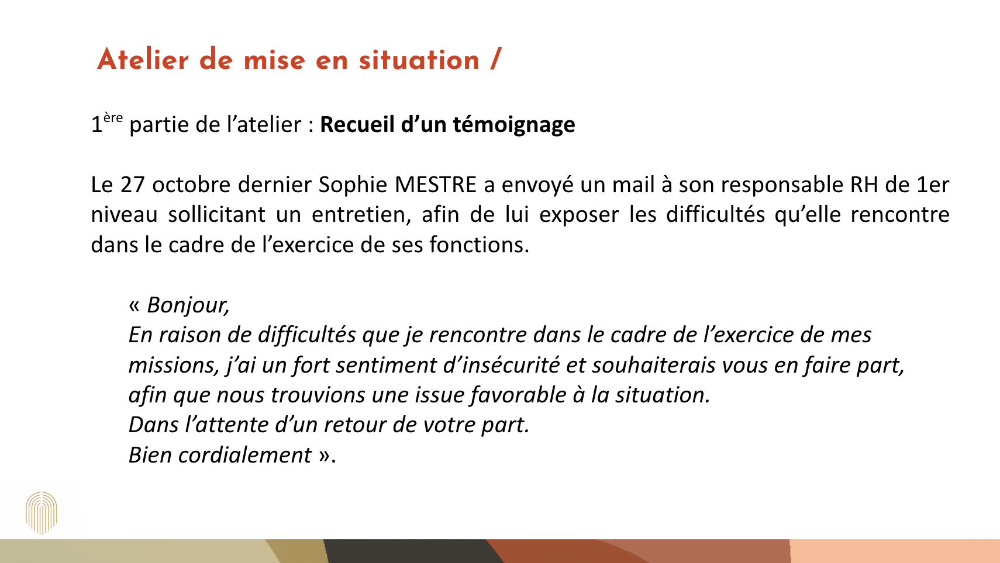 Atelier de mise en situation /
1ère partie de l’atelier : Recueil d’un témoignage
Le 27 octobre dernier Sophie MESTRE a envoyé un mail à son responsable RH de 1er
niveau sollicitant un entretien, afin de lui exposer les difficultés qu’elle rencontre
dans le cadre de l’exercice de ses fonctions.
« Bonjour,
En raison de difficultés que je rencontre dans le cadre de l’exercice de mes
missions, j’ai un fort sentiment d’insécurité et souhaiterais vous en faire part,
afin que nous trouvions une issue favorable à la situation.
Dans l’attente d’un retour de votre part.
Bien cordialement ».